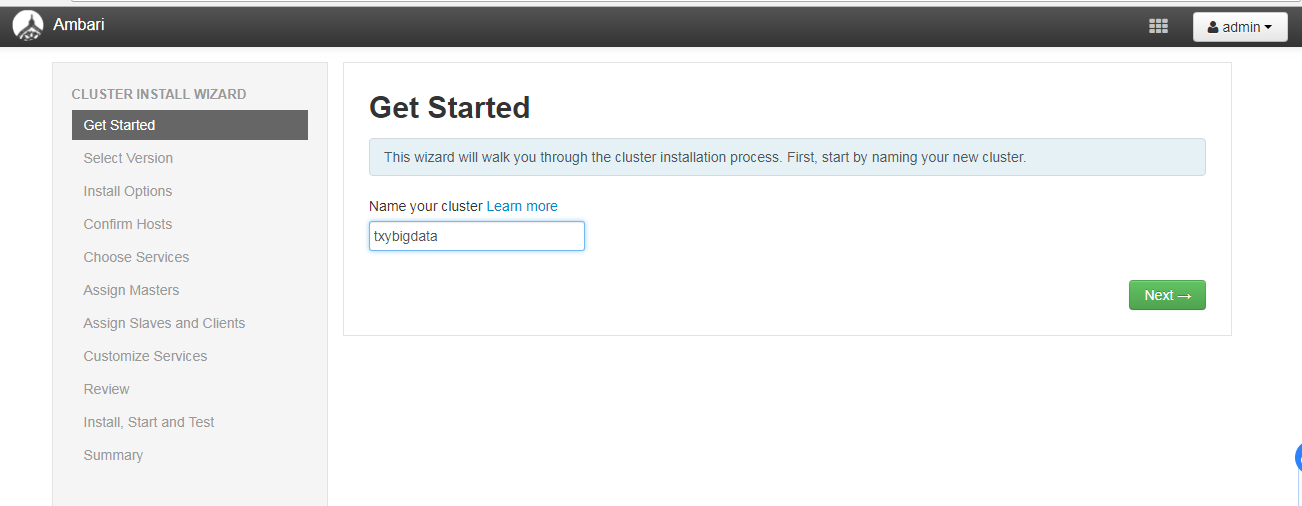 Ambari
admin
CLUSTER INSTALL WIZARD
Get Started
Select Version
Install Options
Confirm Hosts
Choose Services
Assign Masters
Assign Slaves and Clients
Customize Services
Review
Install, Start and Test
Summary
Get Started
This wizard will walk you through the cluster installation process. First, start by naming your new cluster.
Name your cluster Learn more
txybigdata
Next →